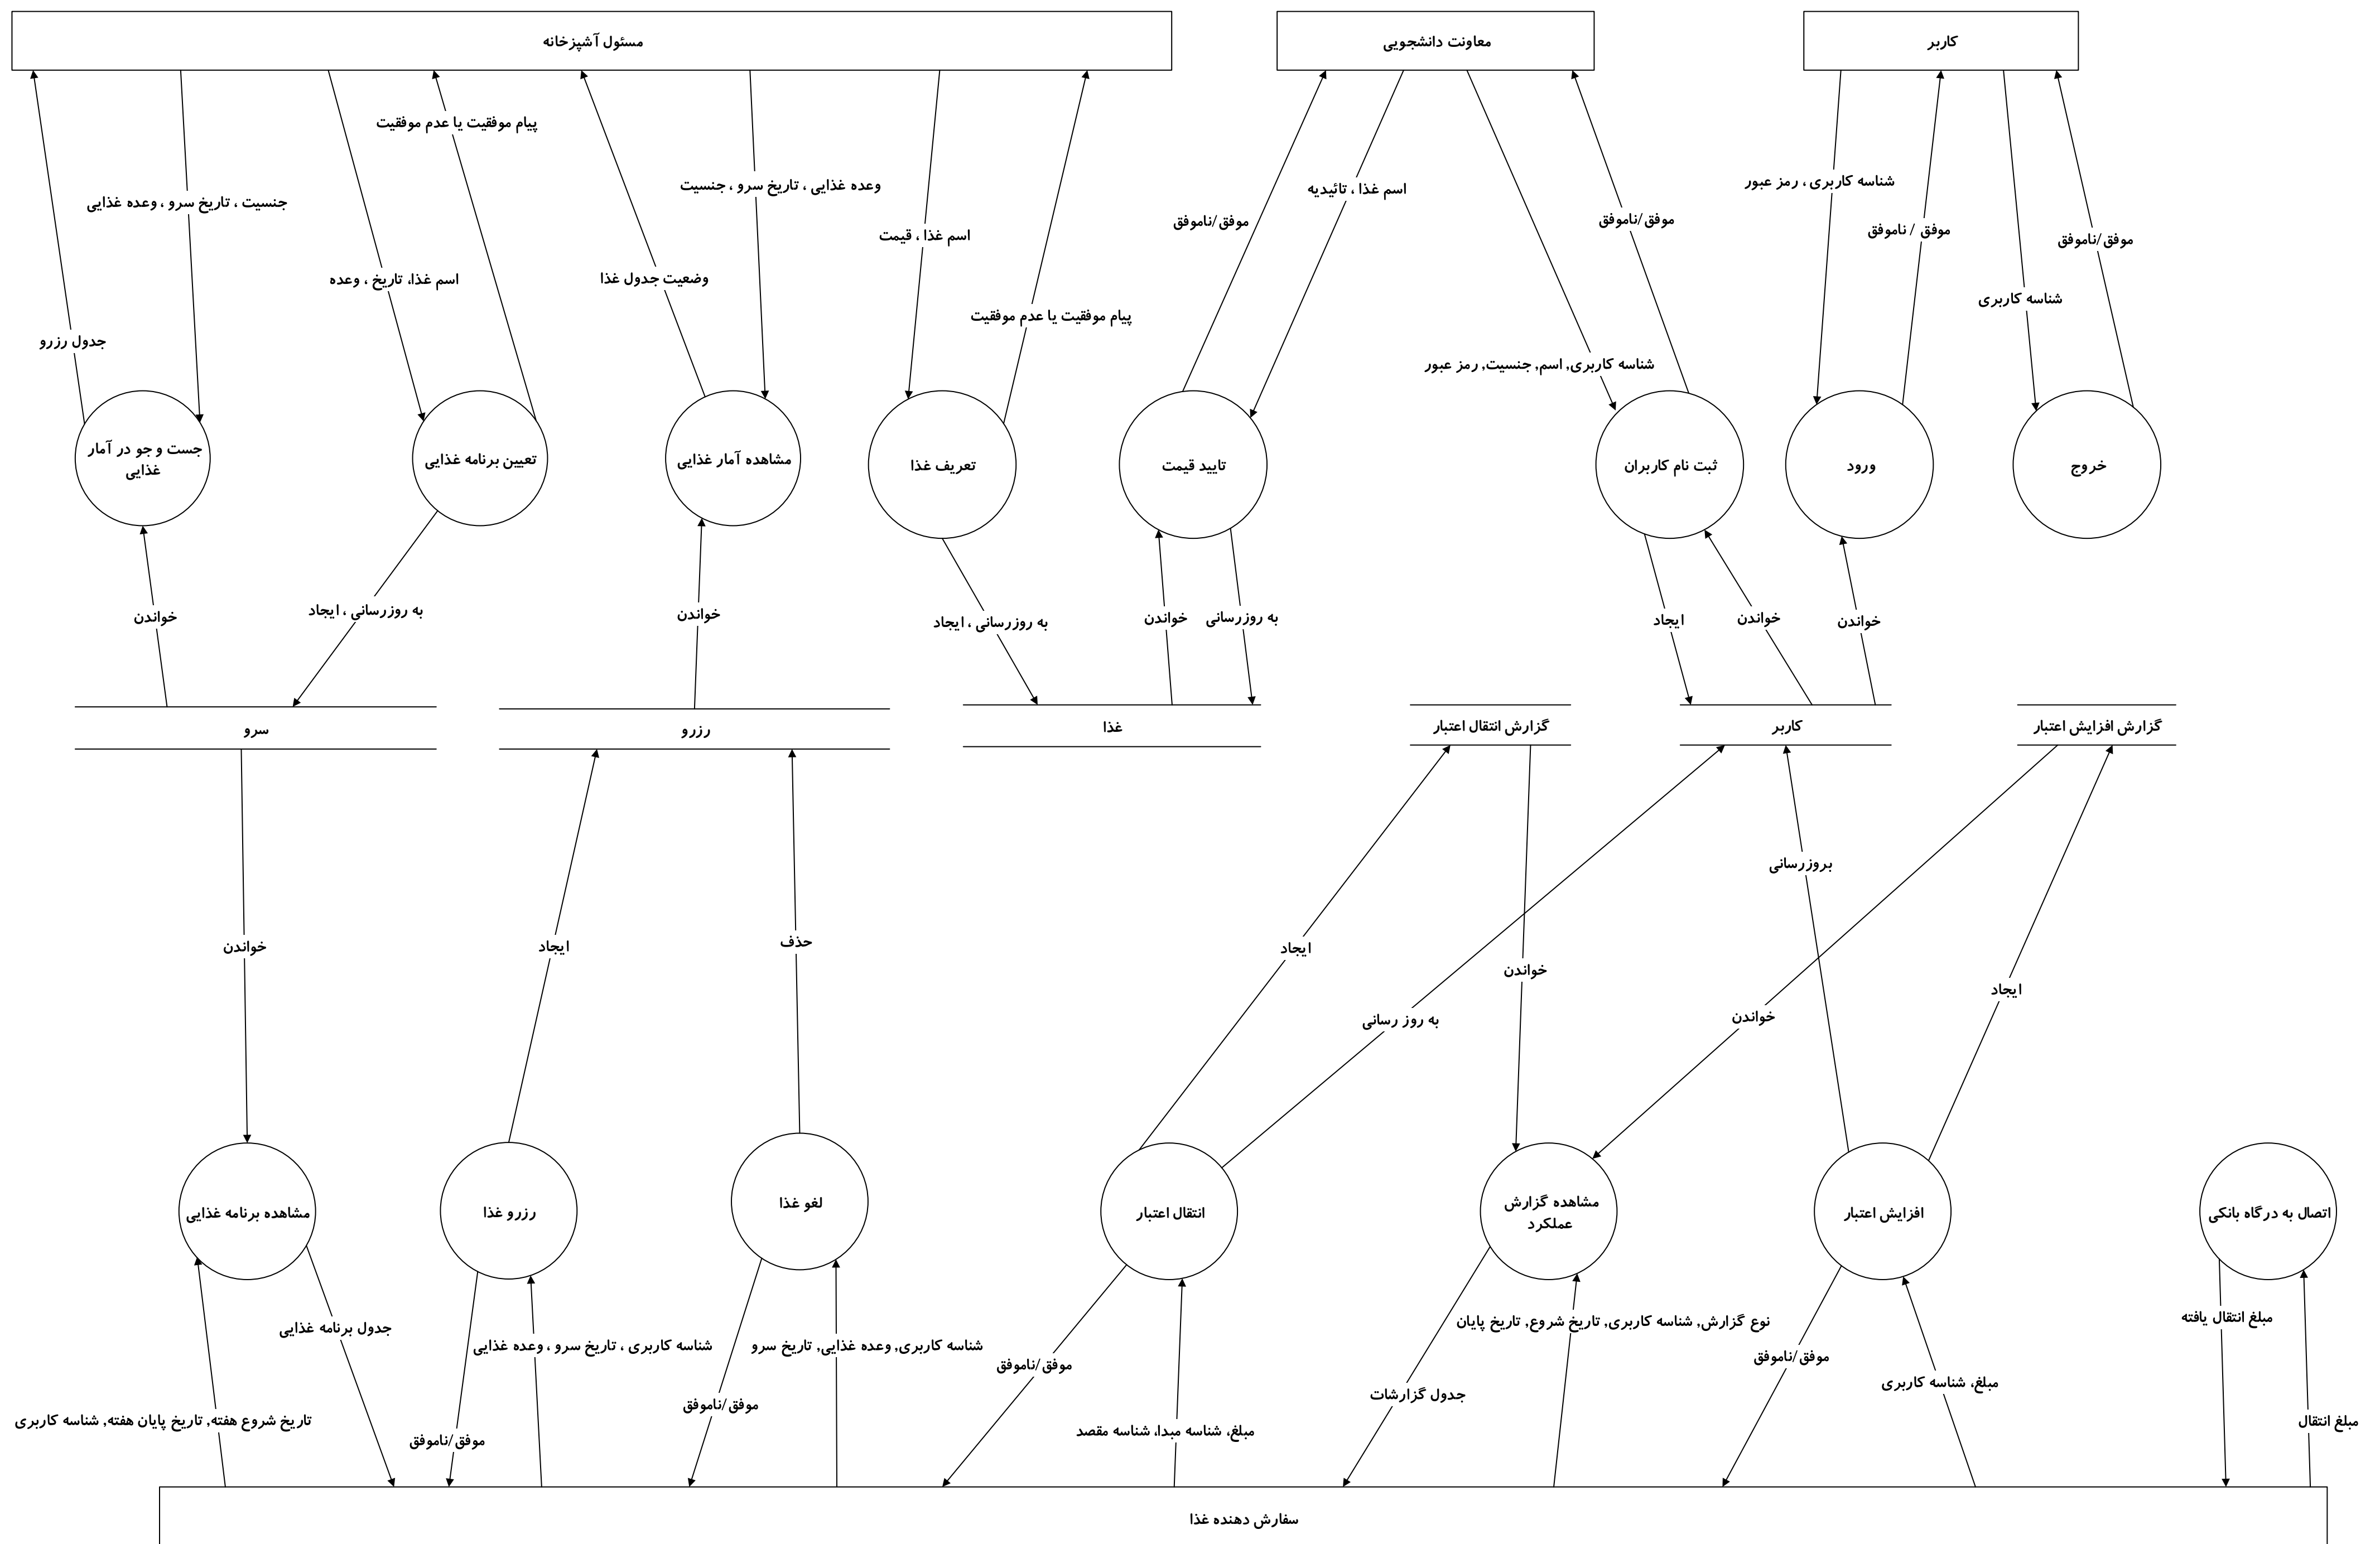 کاربر
معاونت دانشجویی
مسئول آشپزخانه
پیام موفقیت یا عدم موفقیت
شناسه کاربری ، رمز عبور
وعده غذایی ، تاریخ سرو ، جنسیت
اسم غذا ، تائیدیه
جنسیت ، تاریخ سرو ، وعده غذایی
موفق/ناموفق
موفق/ناموفق
موفق / ناموفق
اسم غذا ، قیمت
موفق/ناموفق
وضعیت جدول غذا
اسم غذا، تاریخ ، وعده
شناسه کاربری
پیام موفقیت یا عدم موفقیت
جدول رزرو
شناسه کاربری, اسم, جنسیت, رمز عبور
خروج
ورود
ثبت نام کاربران
تایید قیمت
تعریف غذا
مشاهده آمار غذایی
تعیین برنامه غذایی
جست و جو در آمار
غذایی
خواندن
ایجاد
خواندن
به روزرسانی
خواندن
به روزرسانی ، ایجاد
خواندن
به روزرسانی ، ایجاد
خواندن
گزارش افزایش اعتبار
کاربر
گزارش انتقال اعتبار
غذا
رزرو
سرو
بروزرسانی
ایجاد
خواندن
خواندن
به روز رسانی
ایجاد
حذف
ایجاد
خواندن
اتصال به درگاه بانکی
افزایش اعتبار
مشاهده گزارش
عملکرد
انتقال اعتبار
لغو غذا
رزرو غذا
مشاهده برنامه غذایی
مبلغ انتقال یافته
نوع گزارش, شناسه کاربری, تاریخ شروع, تاریخ پایان
جدول برنامه غذایی
شناسه کاربری, وعده غذایی, تاریخ سرو
شناسه کاربری ، تاریخ سرو ، وعده غذایی
موفق/ناموفق
موفق/ناموفق
مبلغ، شناسه کاربری
جدول گزارشات
موفق/ناموفق
مبلغ انتقال
تاریخ شروع هفته, تاریخ پایان هفته, شناسه کاربری
مبلغ، شناسه مبدا، شناسه مقصد
موفق/ناموفق
سفارش دهنده غذا